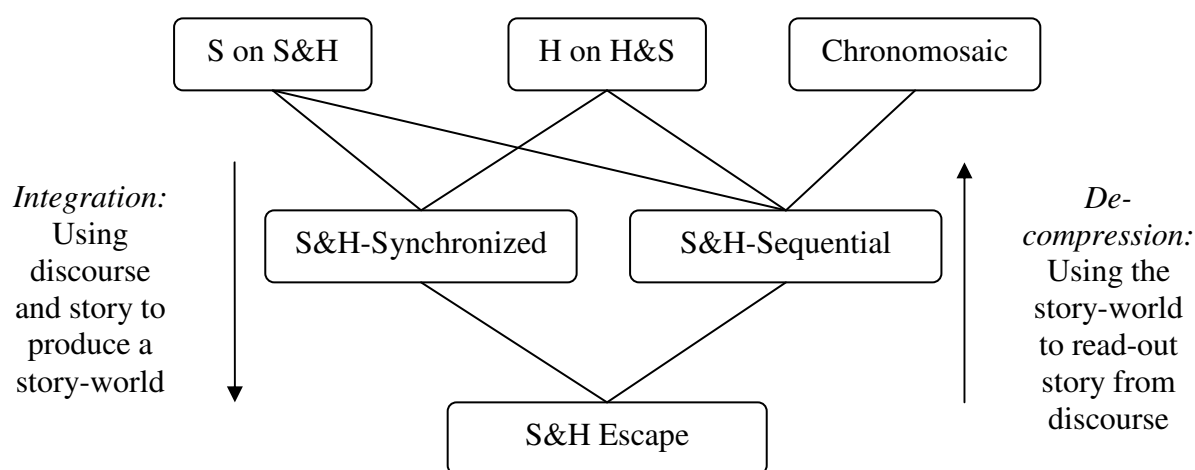 S on S&H
H on H&S
Chronomosaic
Integration:
Using
discourse
and story to
produce a
story-world
S&H-Synchronized
S&H-Sequential
De-
compression:
Using the
story-world
to read-out
story from
discourse
S&H Escape